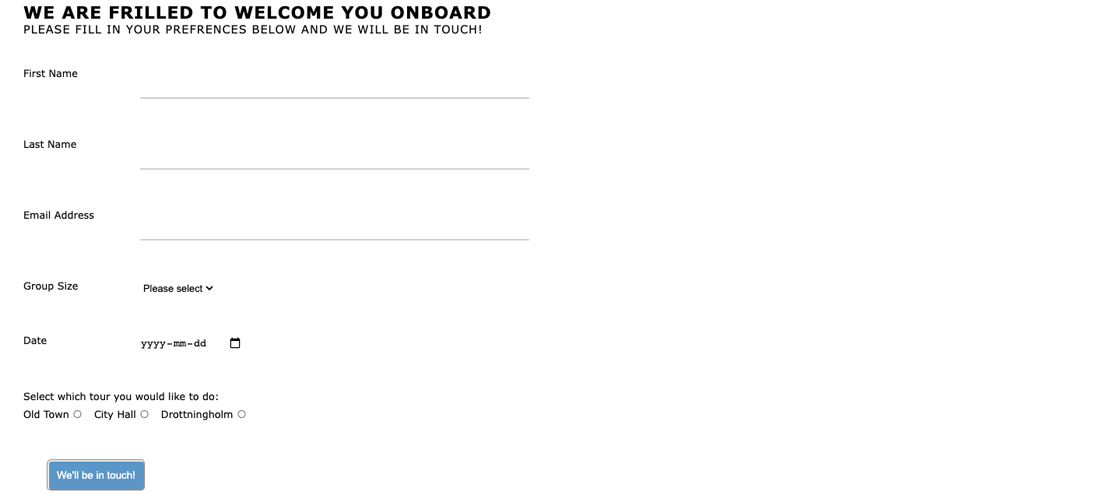 WE ARE FRILLED TO WELCOME YOU ONBOARD
PLEASE FILL IN YOUR PREFRENCES BELOW AND WE WILL BE IN TOUCH!
First Name
Last Name
Email Address
Group Size Please select
Date yyyy-mm-dd
Select which tour you would like to do:
Old Town City Hall Drottningholm
We'll be in touch!